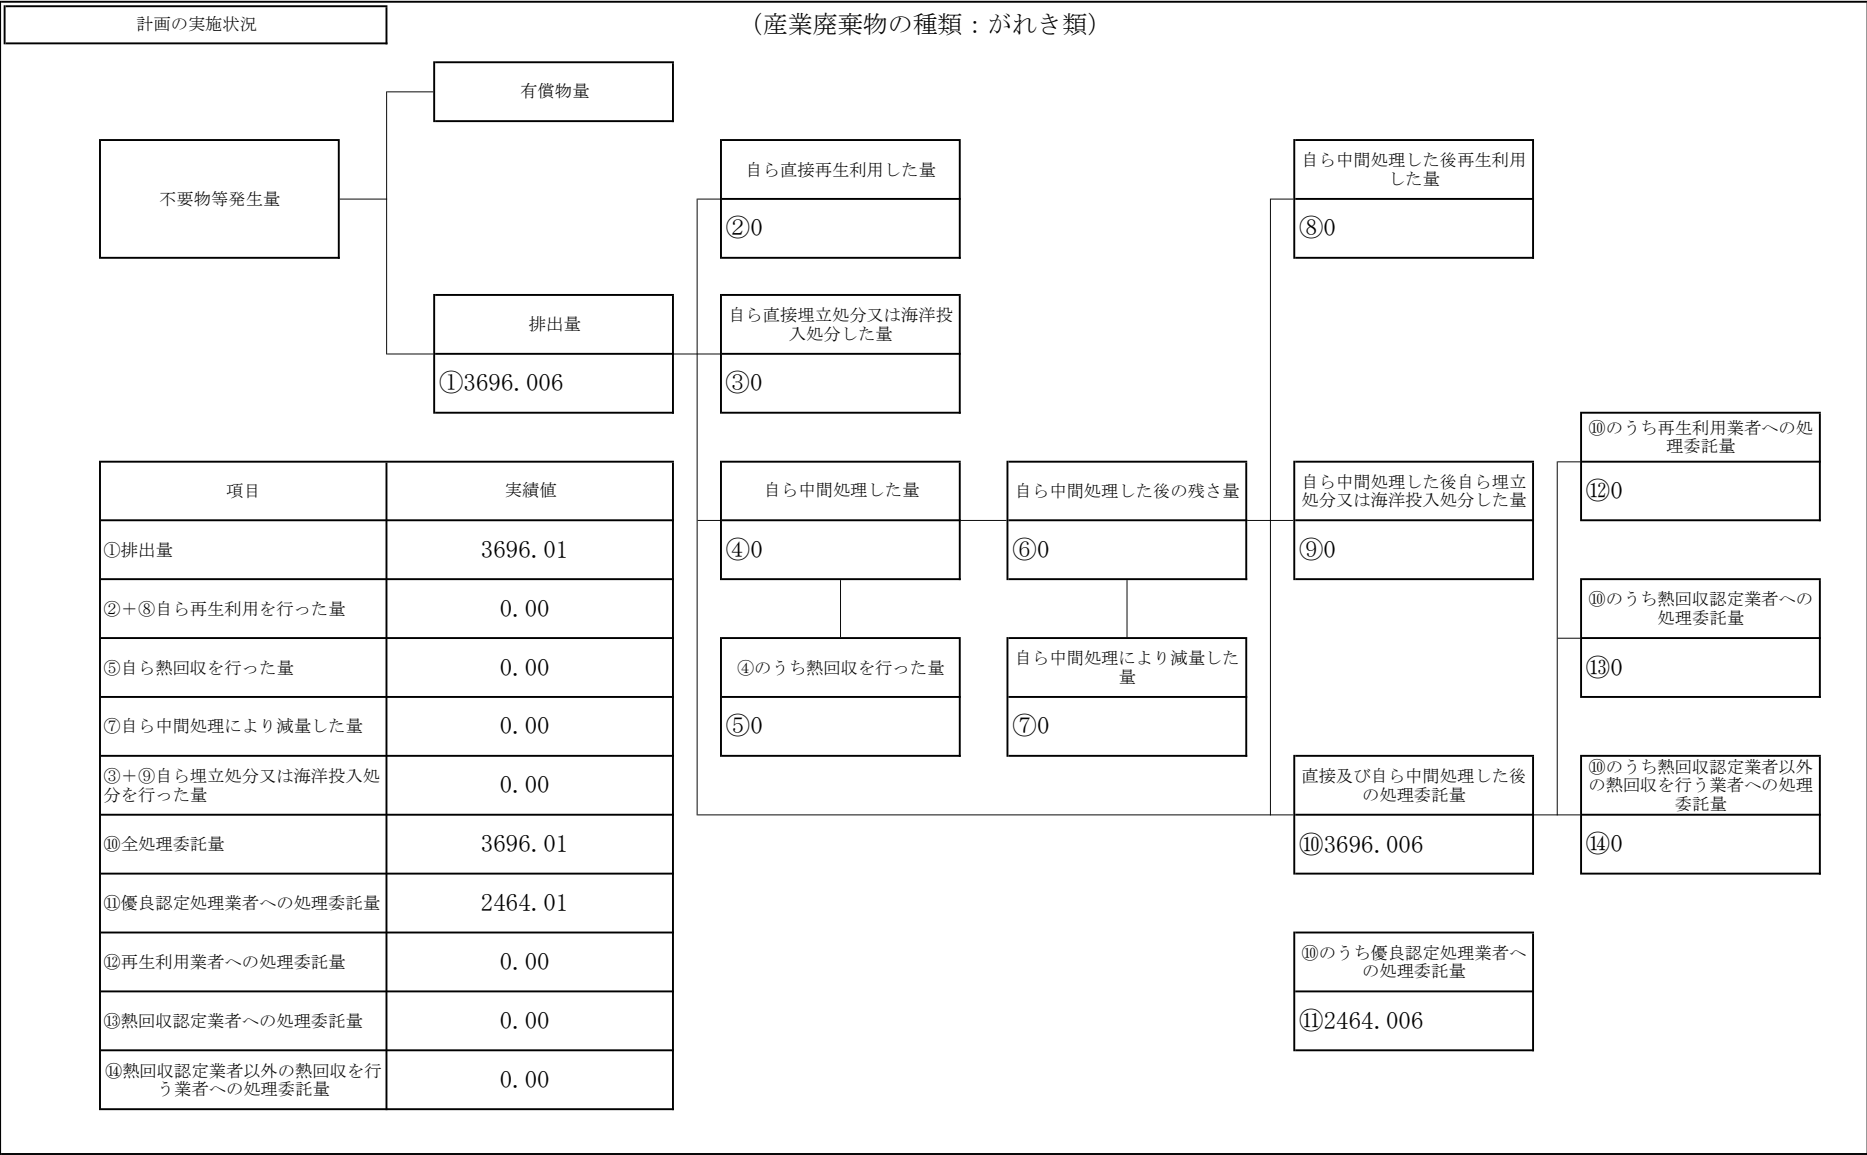 計画の実施状況
（産業廃棄物の種類：がれき類）
有償物量
不要物等発生量
排出量
①3696.006
自ら直接再生利用した量
②0
自ら直接埋立処分又は海洋投
入処分した量
③0
自ら中間処理した後再生利用
した量
⑧0
項目 実績値
①排出量 3696.01
②＋⑧自ら再生利用を行った量 0.00
⑤自ら熱回収を行った量 0.00
⑦自ら中間処理により減量した量 0.00
③＋⑨自ら埋立処分又は海洋投入処
分を行った量 0.00
⑩全処理委託量 3696.01
⑪優良認定処理業者への処理委託量 2464.01
⑫再生利用業者への処理委託量 0.00
⑬熱回収認定業者への処理委託量 0.00
⑭熱回収認定業者以外の熱回収を行
う業者への処理委託量 0.00
自ら中間処理した量
④0
④のうち熱回収を行った量
⑤0
自ら中間処理した後の残さ量
⑥0
自ら中間処理により減量した
量
⑦0
自ら中間処理した後自ら埋立
処分又は海洋投入処分した量
⑨0
直接及び自ら中間処理した後
の処理委託量
⑩3696.006
⑩のうち優良認定処理業者へ
の処理委託量
⑪2464.006
⑩のうち再生利用業者への処
理委託量
⑫0
⑩のうち熱回収認定業者への
処理委託量
⑬0
⑩のうち熱回収認定業者以外
の熱回収を行う業者への処理
委託量
⑭0